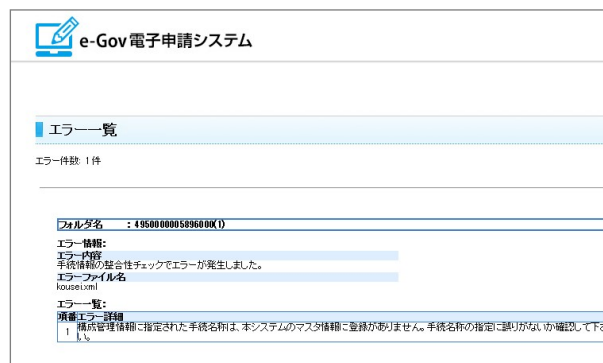 e-Gov電子申請システム
エラー一覧
エラー件数: 1件
フォルダ名 : 4950000005896000(1)
エラー情報:
エラー内容
手続情報の整合性チェックでエラーが発生しました。
エラーファイル名
kousei.xml
エラー一覧:
項番 エラー詳細
1 構成管理情報に指定された手続名称は、本システムのマスタ情報に登録がありません。手続名称の指定に誤りがないか確認して下さ
い。